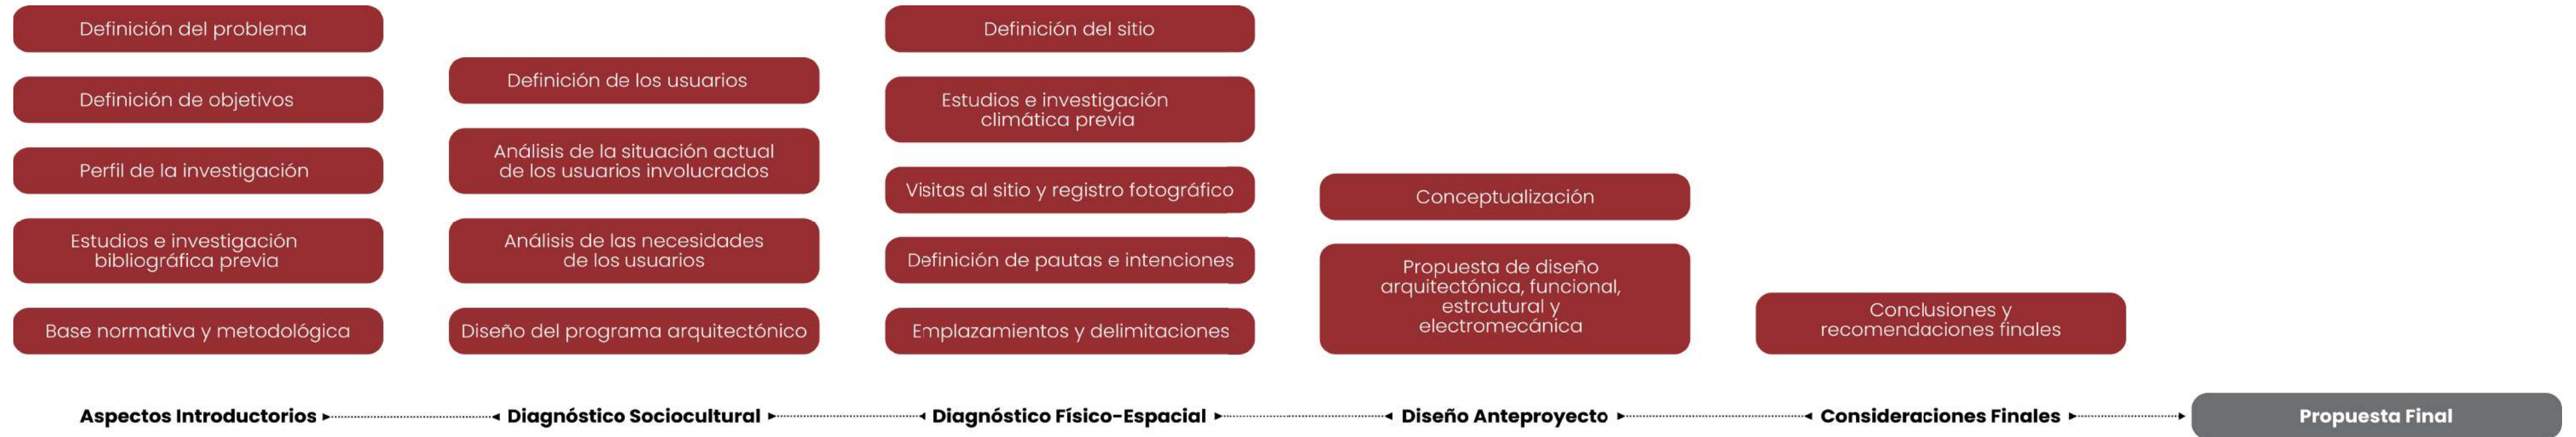 Definición del problema
Definición de objetivos
Perfil de la investigación
Estudios e investigación
bibliográfica previa
Base normativa y metodológica
Aspectos Introductorios
Definición de los usuarios
Análisis de la situación actual
de los usuarios involucrados
Análisis de las necesidades
de los usuarios
Diseño del programa arquitectónico
Diagnóstico Sociocultural
Definición del sitio
Estudios e investigación
climática previa
Visitas al sitio y registro fotográfico
Definición de pautas e intenciones
Emplazamientos y delimitaciones
Diagnóstico Físico-Espacial
Conceptualización
Propuesta de diseño
arquitectónica, funcional,
estrcutural y
electromecánica
Diseño Anteproyecto
Conclusiones y
recomendaciones finales
Consideraciones Finales
Propuesta Final